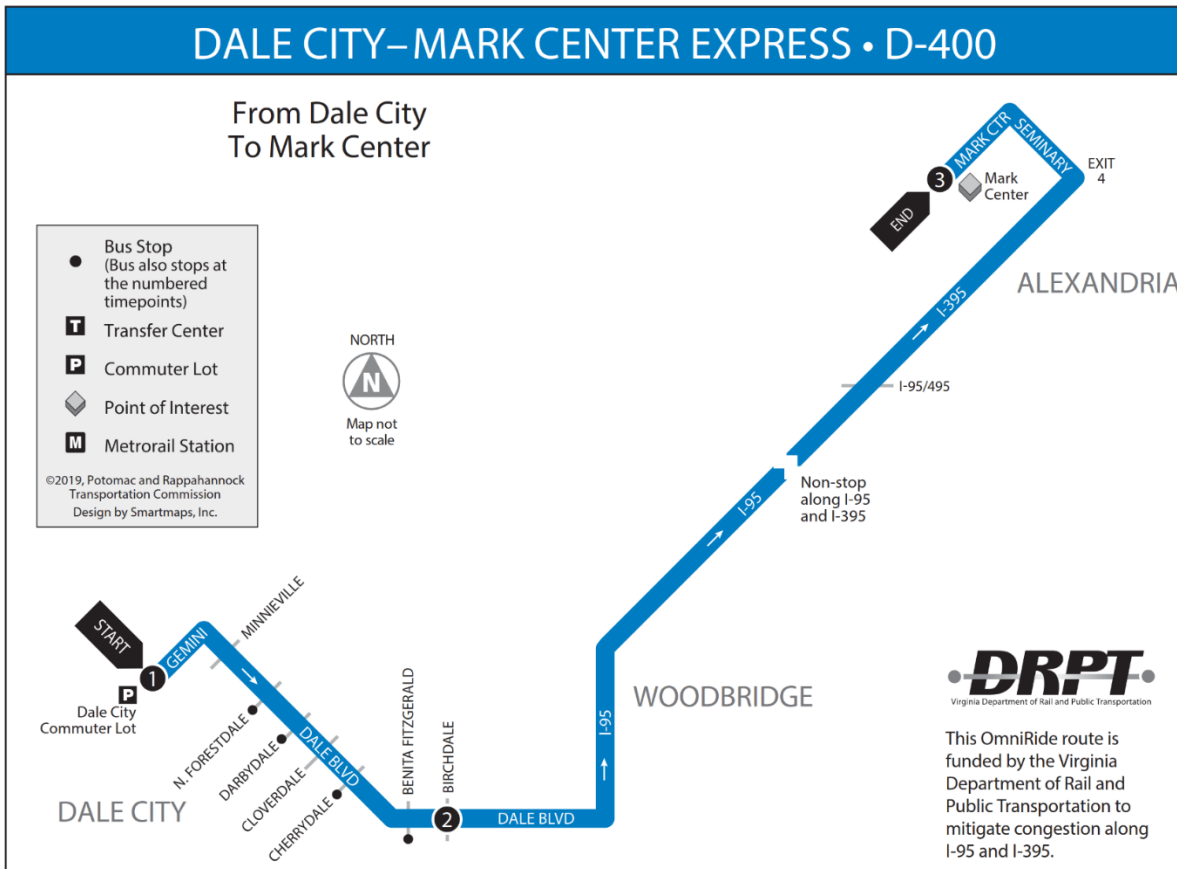 DALE CITY–MARK CENTER EXPRESS • D-400
From Dale City
To Mark Center
Bus Stop
(Bus also stops at
the numbered
timepoints)
T Transfer Center
P Commuter Lot
Point of Interest
M Metrorail Station
©2019, Potomac and Rappahannock
Transportation Commission
Design by Smartmaps, Inc.
NORTH
N
Map not
to scale
START
1
P
Dale City
Commuter Lot
GEMINI
MINNIEVILLE
N. FORESTDALE
DARBYDALE
CLOVERDALE
CHERRYDALE
DALE BLVD
DALE CITY
BENITA FITZGERALD
BIRCHDALE
2
DALE BLVD
I-95
WOODBRIDGE
I-95
Non-stop
along I-95
and I-395
I-95/495
I-395
ALEXANDRIA
EXIT
4
SEMINARY
MARK CTR
3
Mark
Center
END
DRPT
Virginia Department of Rail and Public Transportation
This OmniRide route is
funded by the Virginia
Department of Rail and
Public Transportation to
mitigate congestion along
I-95 and I-395.